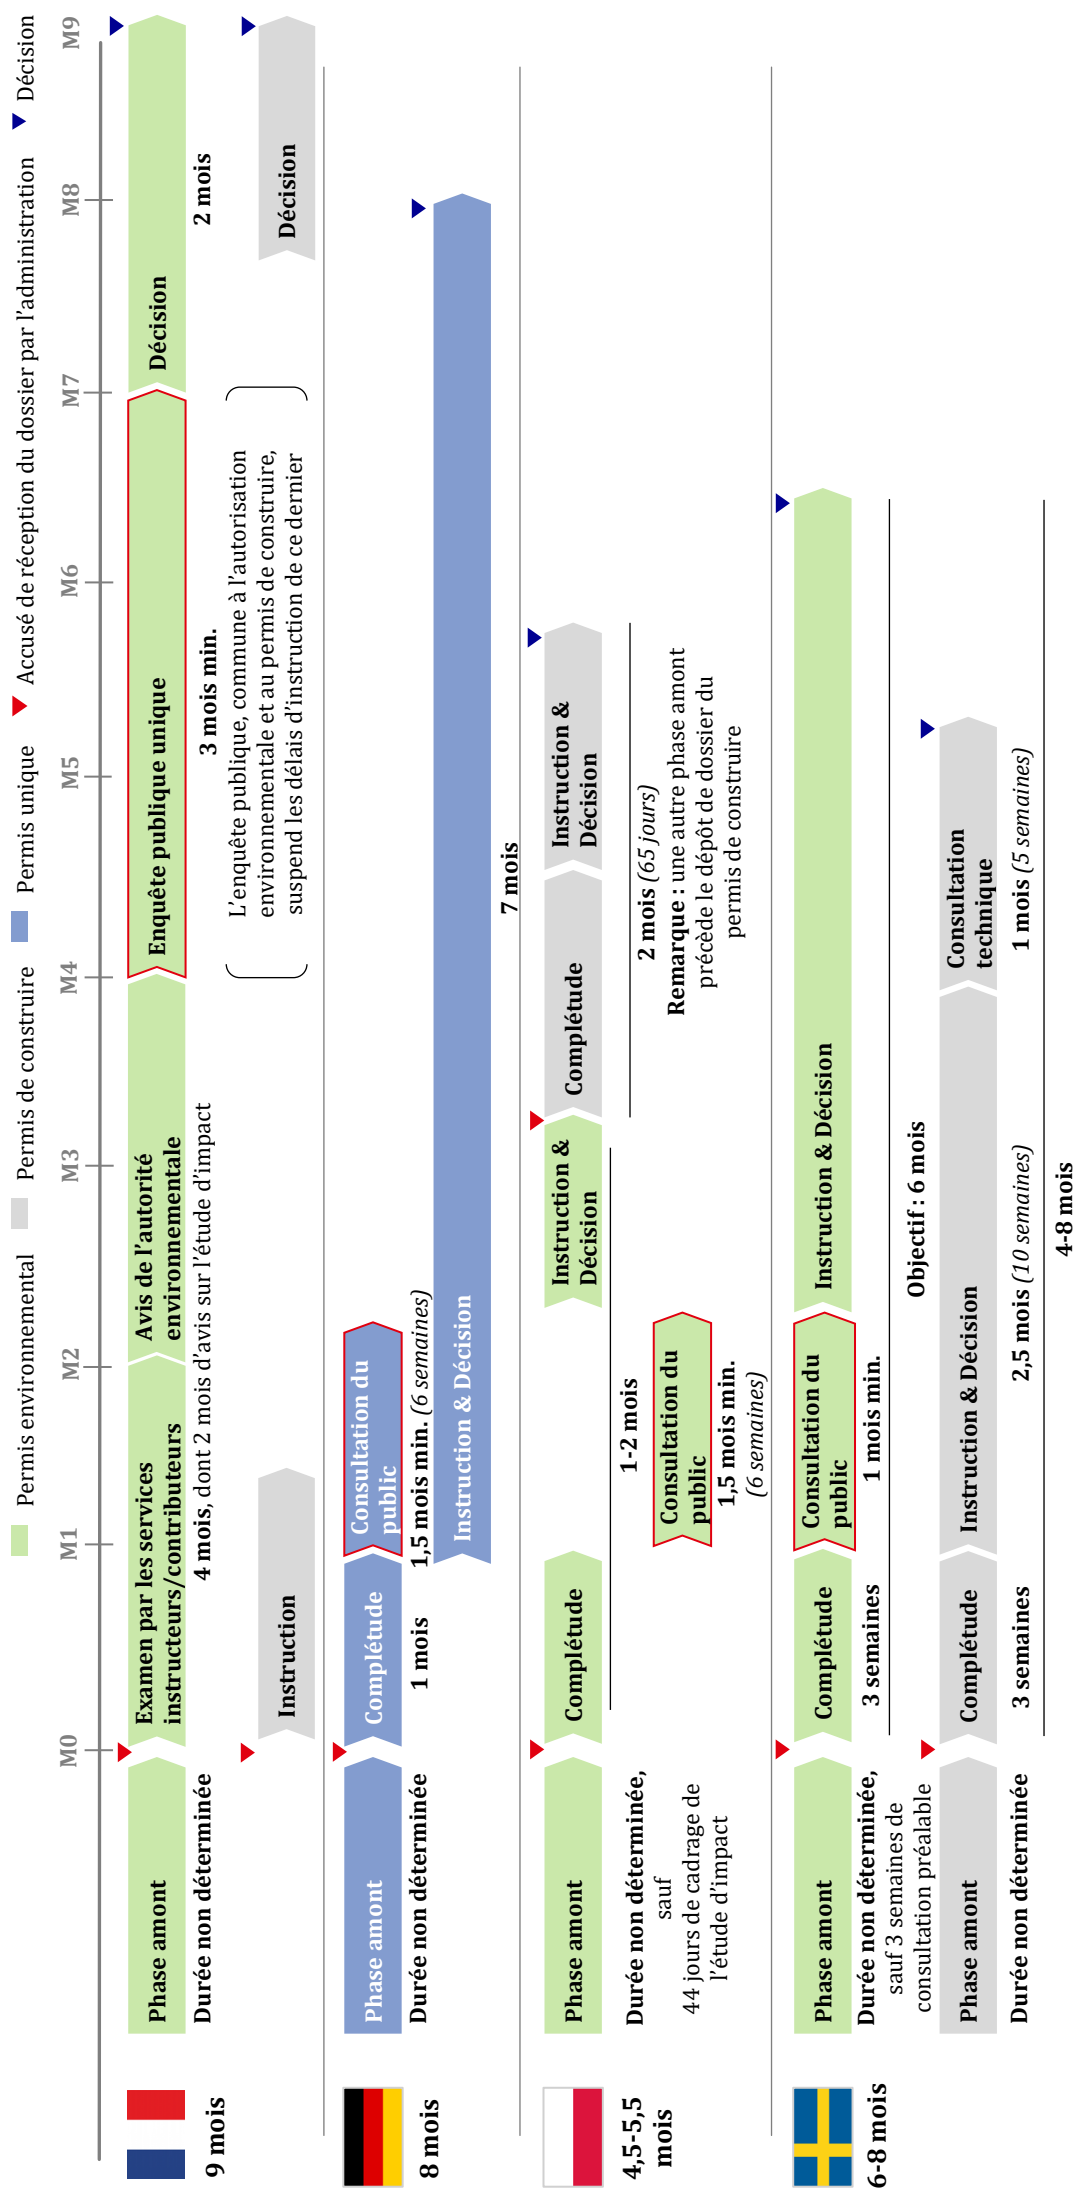 Permis environnemental
Permis de construire
Permis unique
Accusé de réception du dossier par l'administration
Décision
M0
M1
M2
M3
M4
M5
M6
M7
M8
M9
9 mois
Phase amont
Durée non déterminée
Examen par les services
instructeurs/contributeurs
Avis de l'autorité
environnementale
4 mois, dont 2 mois d'avis sur l'étude d'impact
Enquête publique unique
3 mois min.
L'enquête publique, commune à l'autorisation
environnementale et au permis de construire,
suspend les délais d'instruction de ce dernier
Décision
2 mois
Instruction
Décision
8 mois
Phase amont
Durée non déterminée
Complétude
1 mois
Consultation du
public
1,5 mois min. (6 semaines)
Instruction & Décision
7 mois
4,5-5,5
mois
Phase amont
Durée non déterminée,
sauf
44 jours de cadrage de
l'étude d'impact
Complétude
Instruction &
Décision
1-2 mois
Consultation du
public
1,5 mois min.
(6 semaines)
Complétude
Instruction &
Décision
2 mois (65 jours)
Remarque : une autre phase amont
précède le dépôt de dossier du
permis de construire
6-8 mois
Phase amont
Durée non déterminée,
sauf 3 semaines de
consultation préalable
Complétude
3 semaines
Consultation du
public
1 mois min.
Instruction & Décision
Objectif : 6 mois
Phase amont
Durée non déterminée
Complétude
3 semaines
Instruction & Décision
2,5 mois (10 semaines)
Consultation
technique
1 mois (5 semaines)
4-8 mois